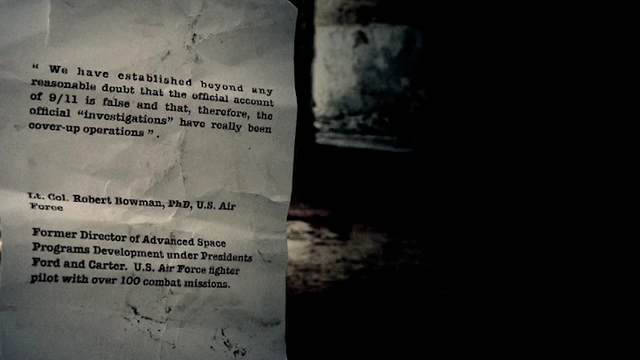 “ We have established beyond any
reasonable doubt that the official account
of 9/11 is false and that, therefore, the
official “investigations” have really been
cover-up operations ”.
Lt. Col. Robert Bowman, PhD, U.S. Air
Force
Former Director of Advanced Space
Programs Development under Presidents
Ford and Carter. U.S. Air Force fighter
pilot with over 100 combat missions.